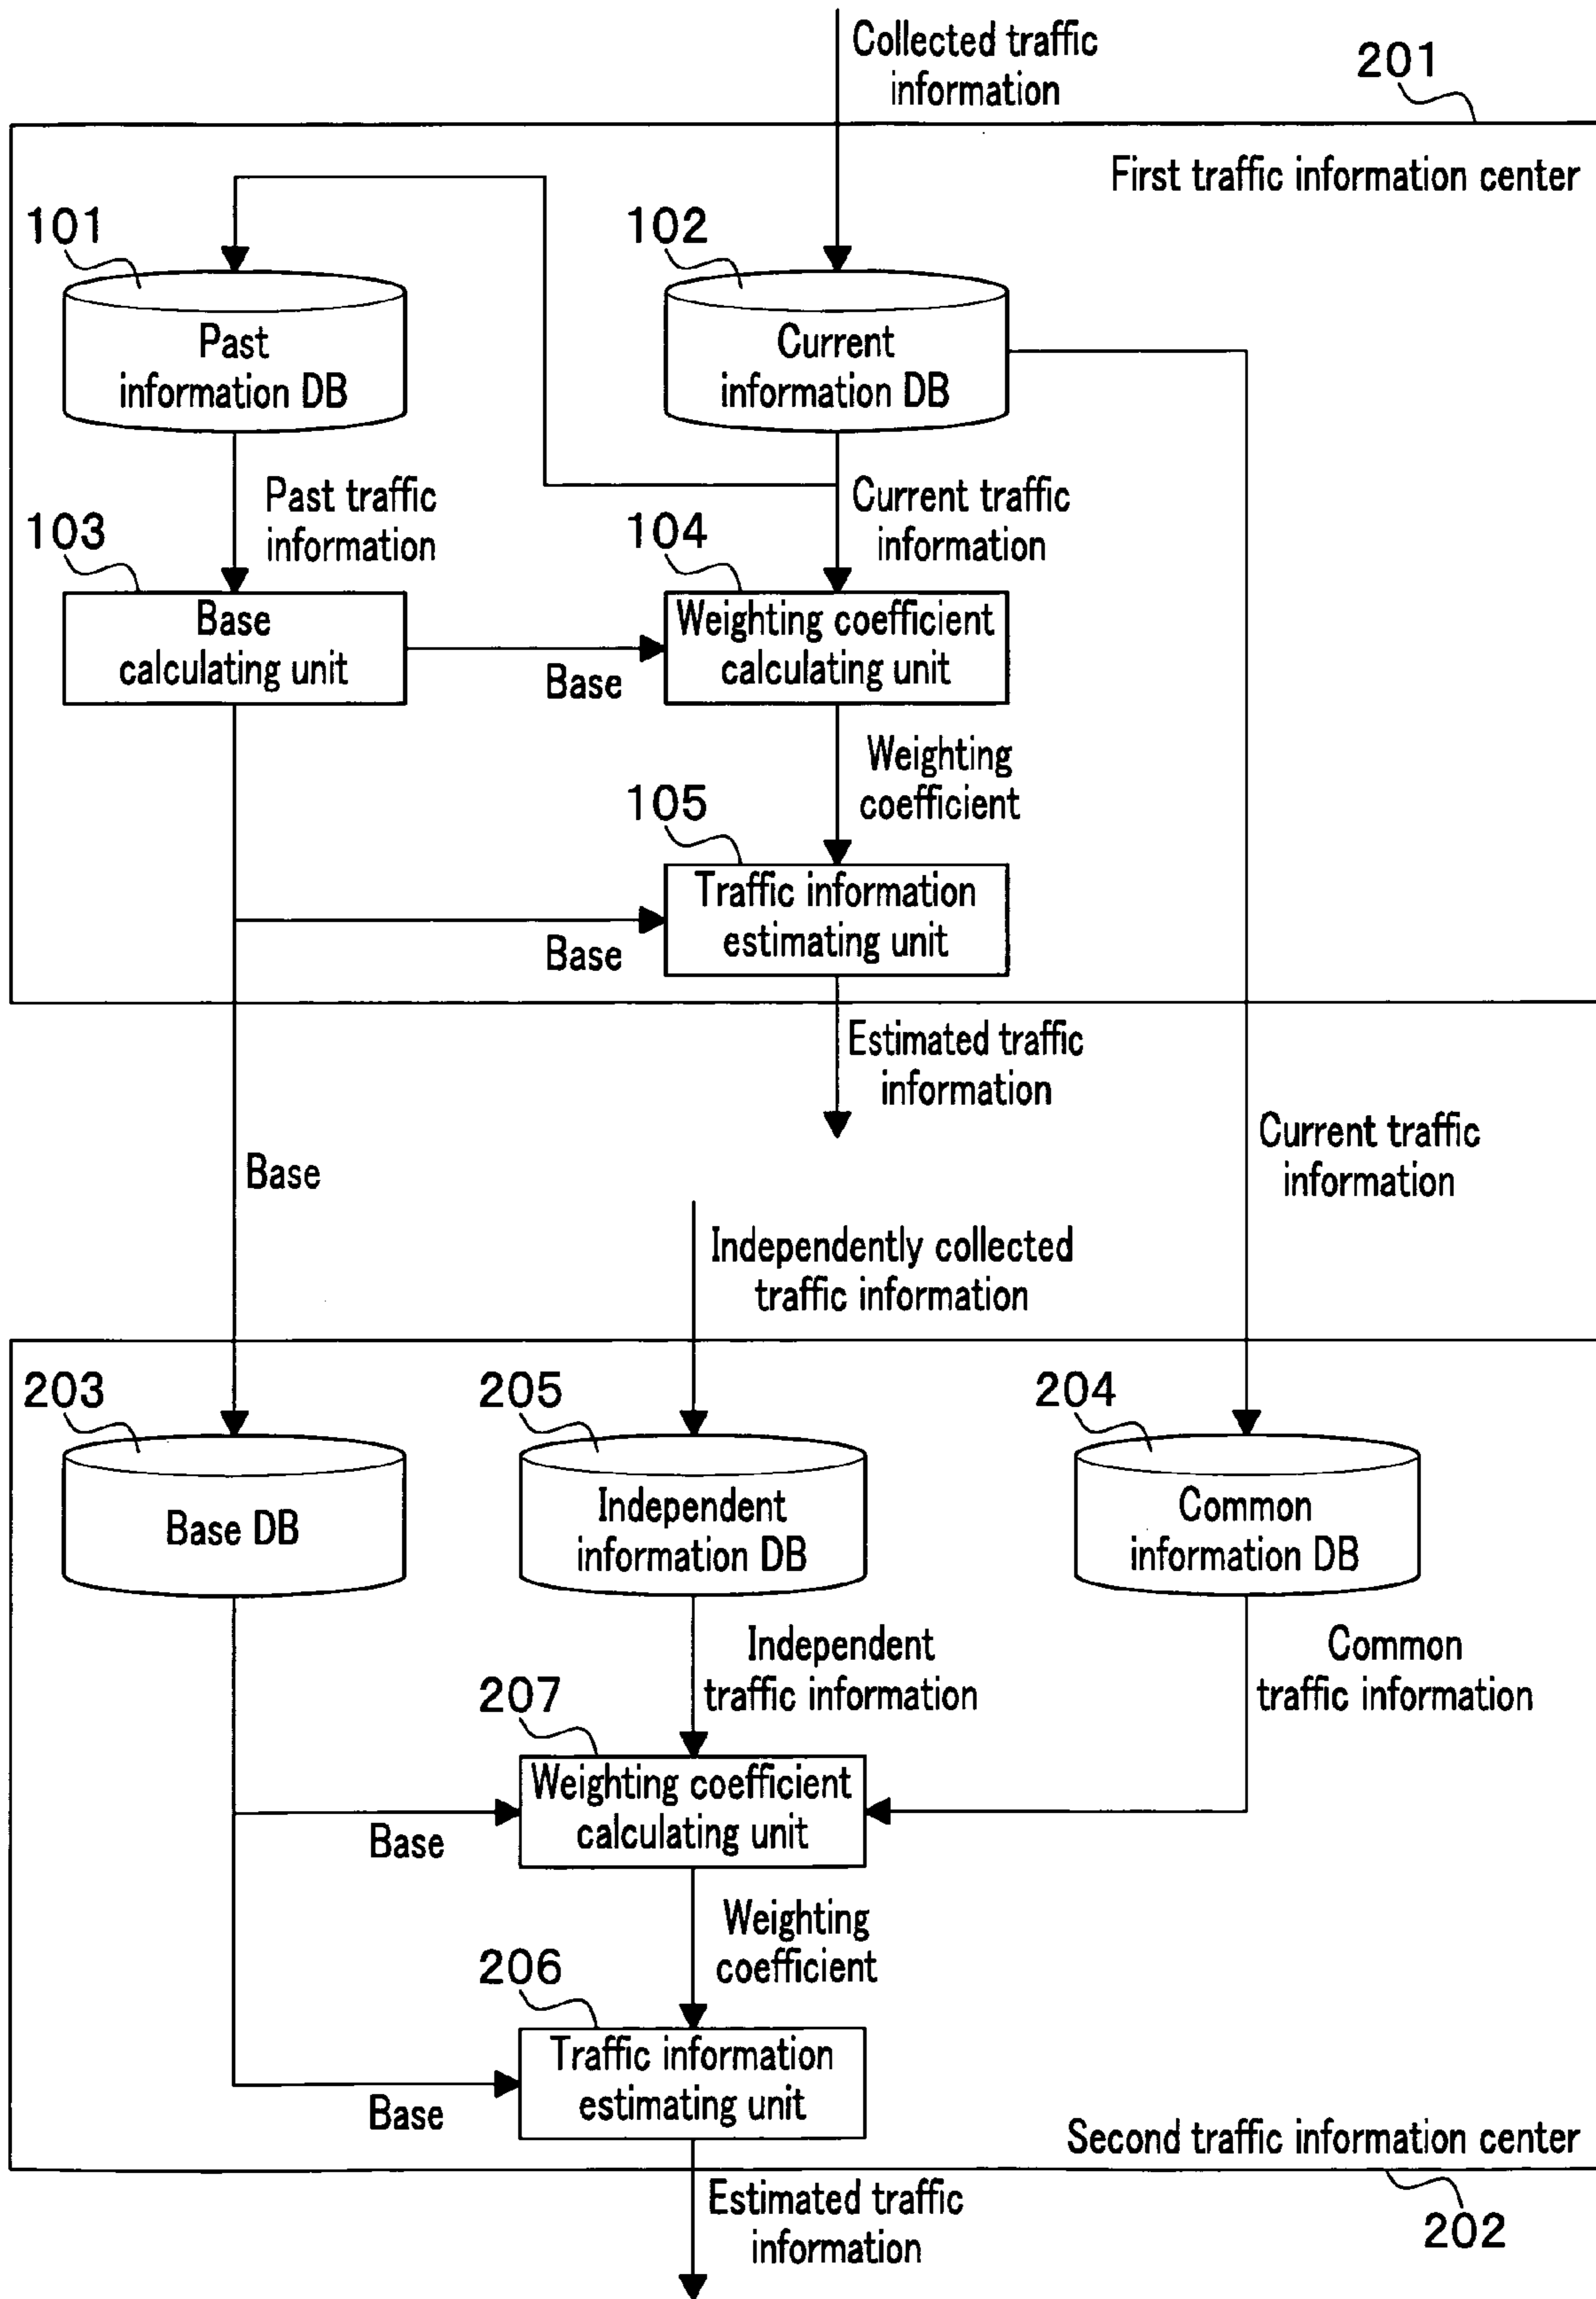 Collected traffic
information
201
First traffic information center
101
102
Past
information DB
Current
information DB
Past traffic
information
Current traffic
information
103
104
Base
calculating unit
Base
Weighting coefficient
calculating unit
Weighting
coefficient
105
Traffic information
estimating unit
Base
Estimated traffic
information
Current traffic
information
Base
Independently collected
traffic information
203
205
204
Base DB
Independent
information DB
Common
information DB
Independent
traffic information
Common
traffic information
207
Weighting coefficient
calculating unit
Base
Weighting
coefficient
206
Traffic information
estimating unit
Base
Second traffic information center
Estimated traffic
information
202